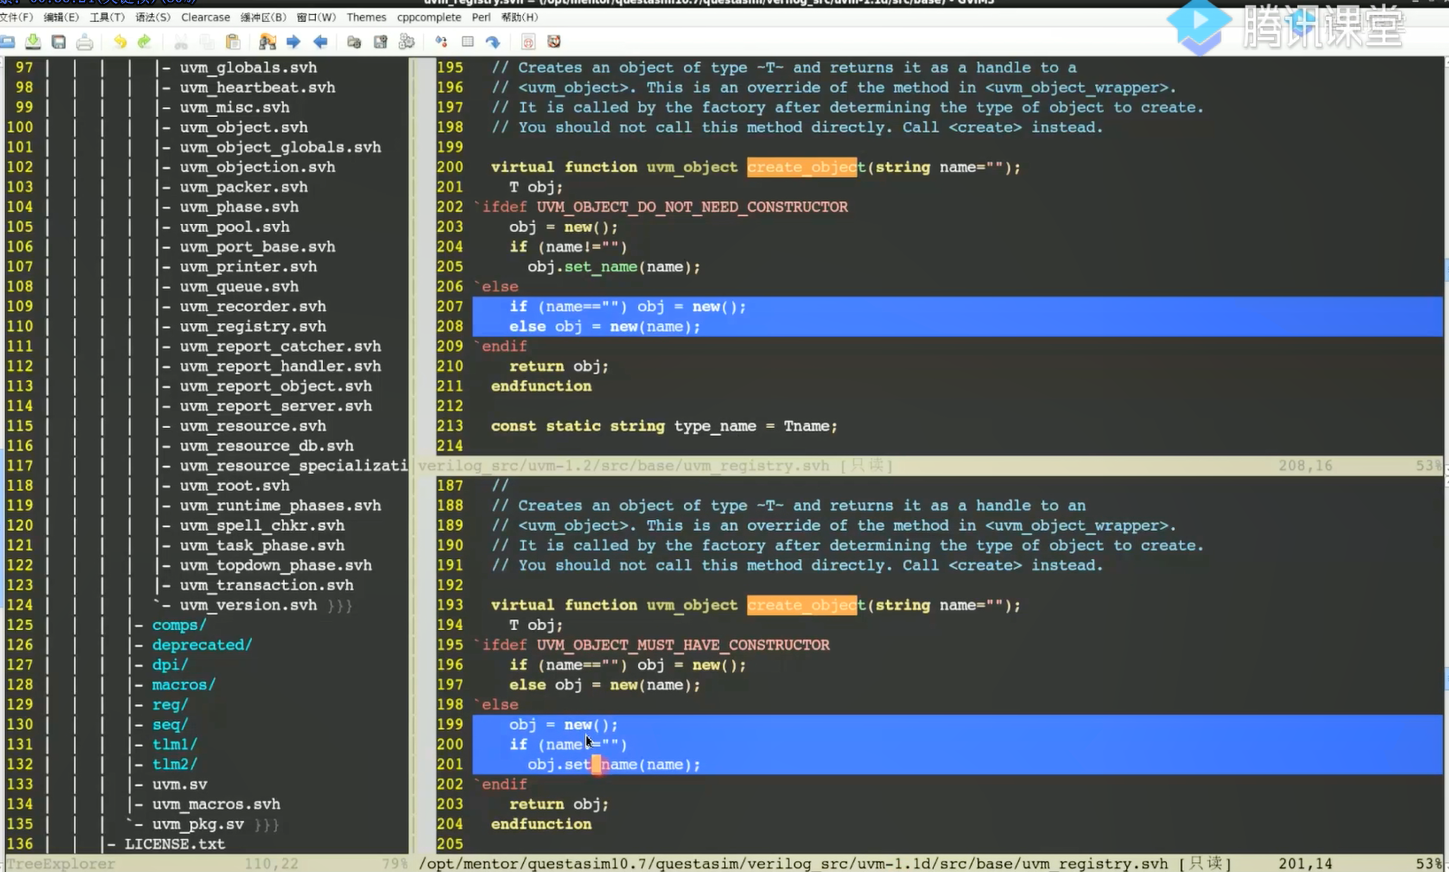 uvm_registry.svh = (/opt/mentor/questasim10.7/questasim/verilog_src/uvm-1.1d/src/base) - GVIM3
文件(F) 编辑(E) 工具(T) 语法(S) Clearcase 缓冲区(B) 窗口(W) Themes cppcomplete Perl 帮助(H)
腾讯课堂
97 | | | |- uvm_globals.svh
98 | | | |- uvm_heartbeat.svh
99 | | | |- uvm_misc.svh
100 | | | |- uvm_object.svh
101 | | | |- uvm_object_globals.svh
102 | | | |- uvm_objection.svh
103 | | | |- uvm_packer.svh
104 | | | |- uvm_phase.svh
105 | | | |- uvm_pool.svh
106 | | | |- uvm_port_base.svh
107 | | | |- uvm_printer.svh
108 | | | |- uvm_queue.svh
109 | | | |- uvm_recorder.svh
110 | | | |- uvm_registry.svh
111 | | | |- uvm_report_catcher.svh
112 | | | |- uvm_report_handler.svh
113 | | | |- uvm_report_object.svh
114 | | | |- uvm_report_server.svh
115 | | | |- uvm_resource.svh
116 | | | |- uvm_resource_db.svh
117 | | | |- uvm_resource_specializati
118 | | | |- uvm_root.svh
119 | | | |- uvm_runtime_phases.svh
120 | | | |- uvm_spell_chkr.svh
121 | | | |- uvm_task_phase.svh
122 | | | |- uvm_topdown_phase.svh
123 | | | |- uvm_transaction.svh
124 | | | `- uvm_version.svh }}}
125 | | |- comps/
126 | | |- deprecated/
127 | | |- dpi/
128 | | |- macros/
129 | | |- reg/
130 | | |- seq/
131 | | |- tlm1/
132 | | |- tlm2/
133 | | |- uvm.sv
134 | | |- uvm_macros.svh
135 | | `- uvm_pkg.sv }}}
136 | |- LICENSE.txt
TreeExplorer 110,22 79%
195 // Creates an object of type ~T~ and returns it as a handle to a
196 // <uvm_object>. This is an override of the method in <uvm_object_wrapper>.
197 // It is called by the factory after determining the type of object to create.
198 // You should not call this method directly. Call <create> instead.
199
200 virtual function uvm_object create_object(string name="");
201 T obj;
202 `ifdef UVM_OBJECT_DO_NOT_NEED_CONSTRUCTOR
203 obj = new();
204 if (name!="")
205 obj.set_name(name);
206 `else
207 if (name=="") obj = new();
208 else obj = new(name);
209 `endif
210 return obj;
211 endfunction
212
213 const static string type_name = Tname;
214
verilog_src/uvm-1.2/src/base/uvm_registry.svh [只读] 208,16 53%
187 //
188 // Creates an object of type ~T~ and returns it as a handle to an
189 // <uvm_object>. This is an override of the method in <uvm_object_wrapper>.
190 // It is called by the factory after determining the type of object to create.
191 // You should not call this method directly. Call <create> instead.
192
193 virtual function uvm_object create_object(string name="");
194 T obj;
195 `ifdef UVM_OBJECT_MUST_HAVE_CONSTRUCTOR
196 if (name=="") obj = new();
197 else obj = new(name);
198 `else
199 obj = new();
200 if (name!="")
201 obj.set_name(name);
202 `endif
203 return obj;
204 endfunction
205
/opt/mentor/questasim10.7/questasim/verilog_src/uvm-1.1d/src/base/uvm_registry.svh [只读] 201,14 53%